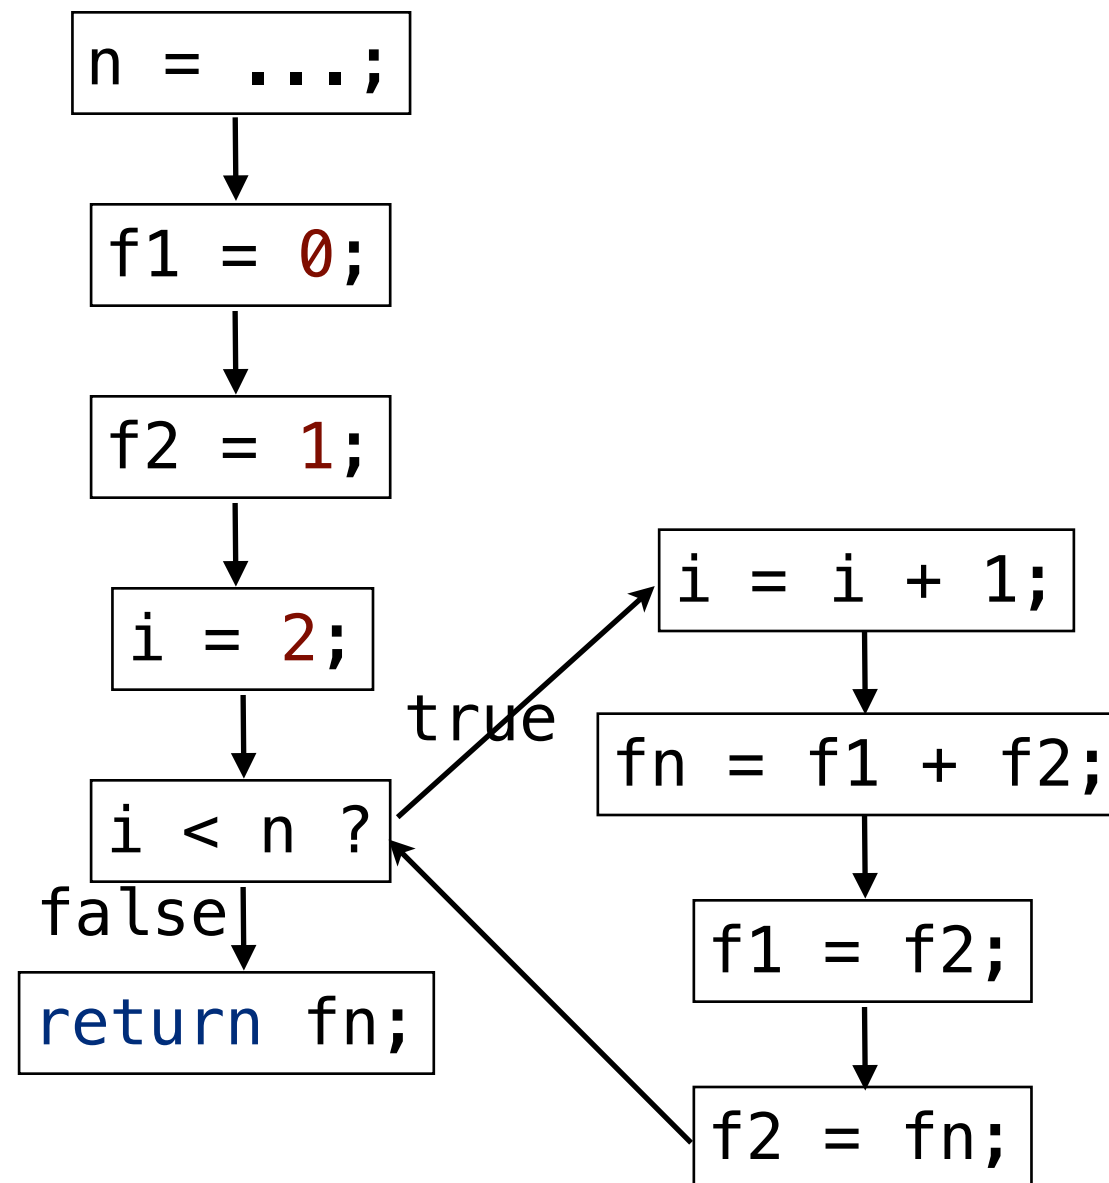 n = ...;
f1 = 0;
f2 = 1;
i = 2;
i < n ?
true
false
return fn;
i = i + 1;
fn = f1 + f2;
f1 = f2;
f2 = fn;